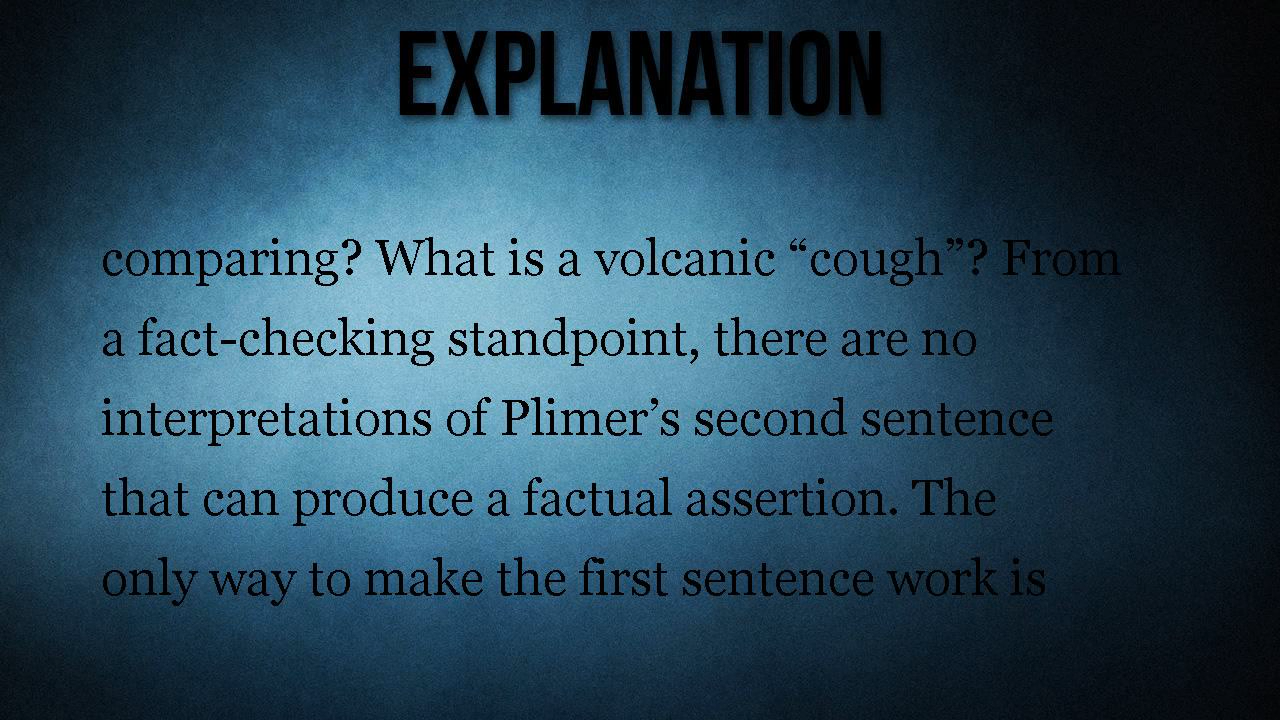 EXPLANATION
comparing? What is a volcanic “cough”? From
a fact-checking standpoint, there are no
interpretations of Plimer’s second sentence
that can produce a factual assertion. The
only way to make the first sentence work is